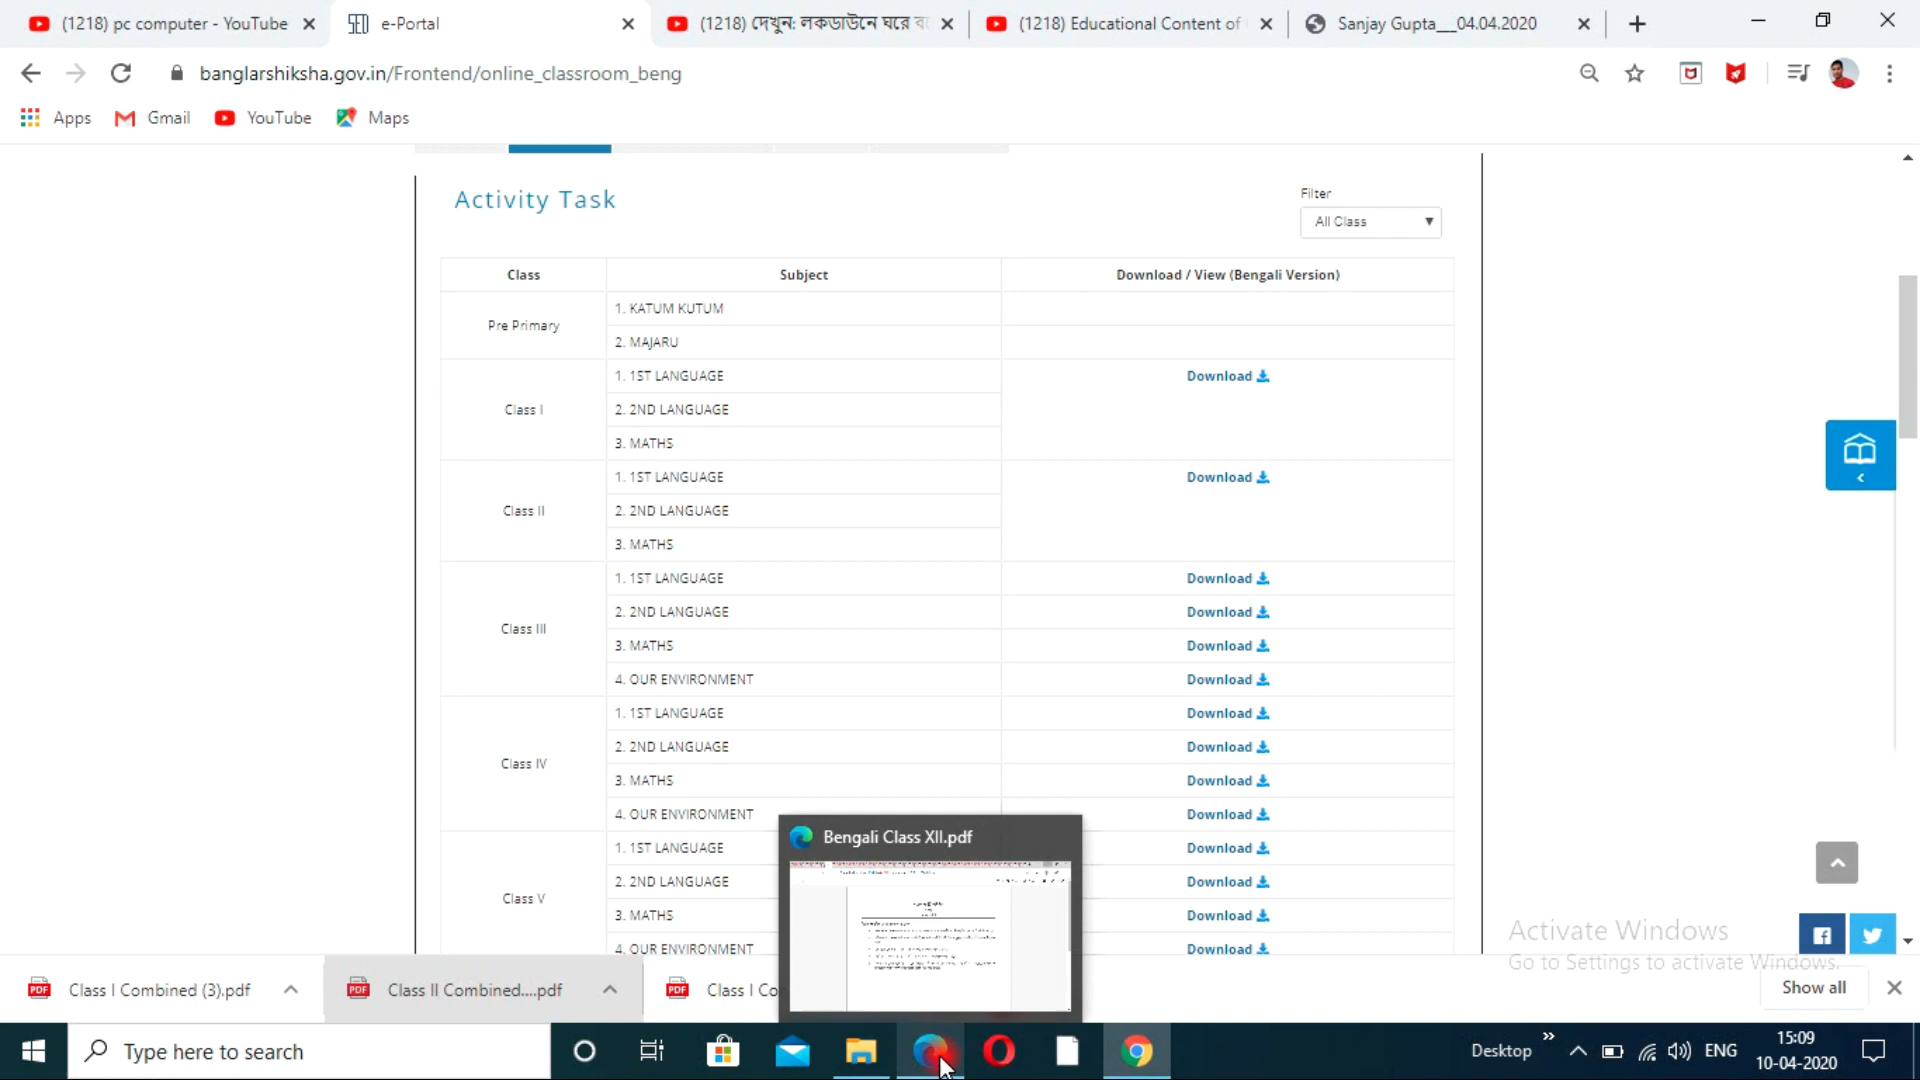 (1218) pc computer - YouTube
e-Portal
(1218) দেখুন: লকডাউনে ঘরে ব
(1218) Educational Content of
Sanjay Gupta__04.04.2020
banglarshiksha.gov.in/Frontend/online_classroom_beng
Apps
Gmail
YouTube
Maps
Activity Task
Filter
All Class
Class
Subject
Download / View (Bengali Version)
Pre Primary
1. KATUM KUTUM
2. MAJARU
Class I
1. 1ST LANGUAGE
Download
2. 2ND LANGUAGE
3. MATHS
Class II
1. 1ST LANGUAGE
Download
2. 2ND LANGUAGE
3. MATHS
Class III
1. 1ST LANGUAGE
Download
2. 2ND LANGUAGE
Download
3. MATHS
Download
4. OUR ENVIRONMENT
Download
Class IV
1. 1ST LANGUAGE
Download
2. 2ND LANGUAGE
Download
3. MATHS
Download
4. OUR ENVIRONMENT
Download
Class V
1. 1ST LANGUAGE
Download
2. 2ND LANGUAGE
Download
3. MATHS
Download
4. OUR ENVIRONMENT
Download
Bengali Class XII.pdf
Activate Windows
Go to Settings to activate Windows.
PDF
Class I Combined (3).pdf
PDF
Class II Combined....pdf
PDF
Class I Co
Show all
Type here to search
Desktop
ENG
15:09
10-04-2020